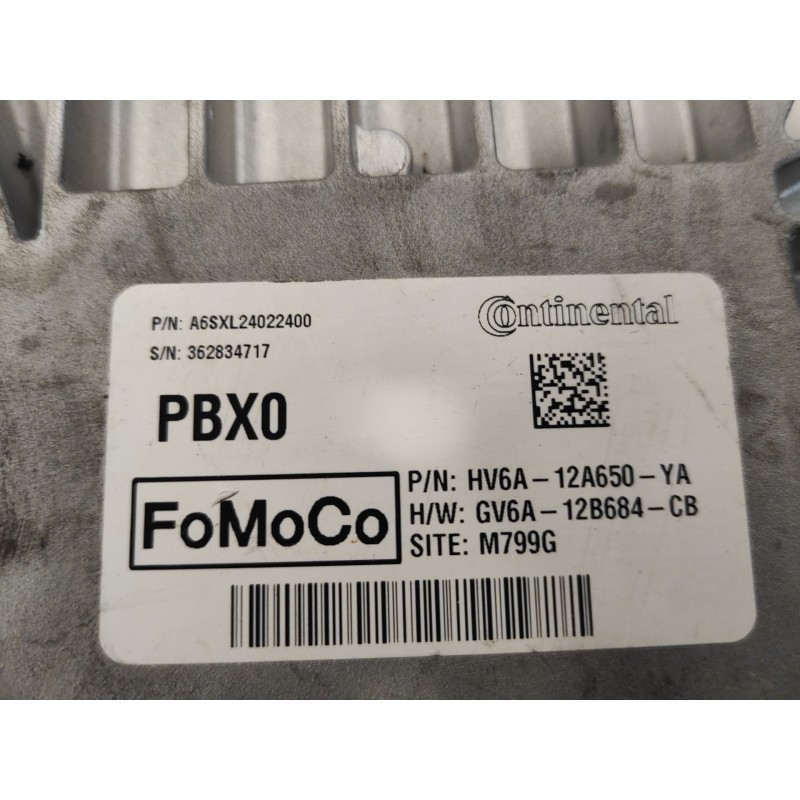 P/N: A6SXL24022400
Continental
S/N: 362834717
PBX0
FoMoCo
P/N: HV6A-12A650-YA
H/W: GV6A-12B684-CB
SITE: M799G